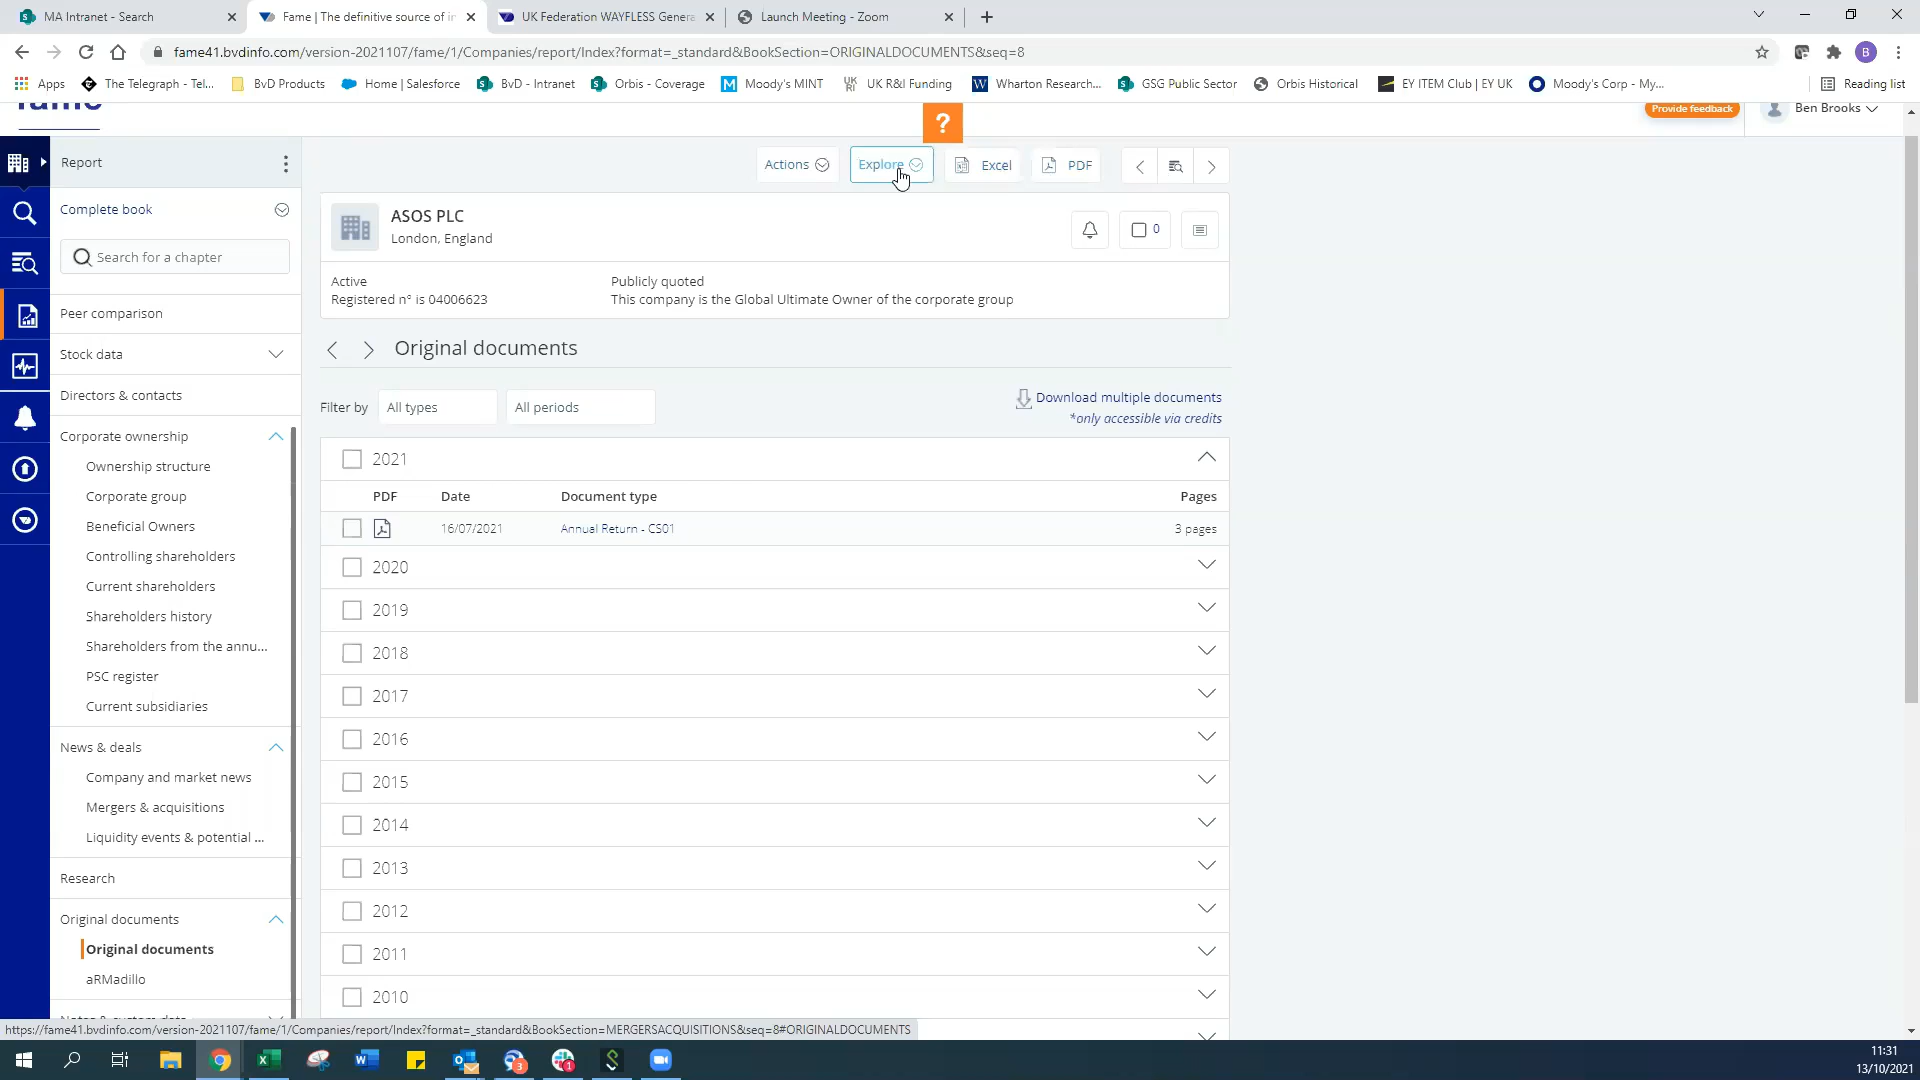 MA Intranet - Search
Fame | The definitive source of in
UK Federation WAYFLESS Genera
Launch Meeting - Zoom
fame41.bvdinfo.com/version-2021107/fame/1/Companies/report/Index?format=_standard&BookSection=ORIGINALDOCUMENTS&seq=8
B
Apps
The Telegraph - Tel...
BvD Products
Home | Salesforce
BvD - Intranet
Orbis - Coverage
Moody's MINT
UK R&I Funding
Wharton Research...
GSG Public Sector
Orbis Historical
EY ITEM Club | EY UK
Moody's Corp - My...
Reading list
fame
?
Provide feedback
Ben Brooks
Report
Actions
Explore
Excel
PDF
Complete book
Search for a chapter
ASOS PLC
London, England
0
Active
Registered n° is 04006623
Publicly quoted
This company is the Global Ultimate Owner of the corporate group
Peer comparison
Stock data
Directors & contacts
Corporate ownership
Ownership structure
Corporate group
Beneficial Owners
Controlling shareholders
Current shareholders
Shareholders history
Shareholders from the annu...
PSC register
Current subsidiaries
News & deals
Company and market news
Mergers & acquisitions
Liquidity events & potential ...
Research
Original documents
Original documents
aRMadillo
Original documents
Filter by
All types
All periods
Download multiple documents
*only accessible via credits
2021
PDF Date Document type Pages
16/07/2021 Annual Return - CS01 3 pages
2020
2019
2018
2017
2016
2015
2014
2013
2012
2011
2010
https://fame41.bvdinfo.com/version-2021107/fame/1/Companies/report/Index?format=_standard&BookSection=MERGERSACQUISITIONS&seq=8#ORIGINALDOCUMENTS
11:31
13/10/2021